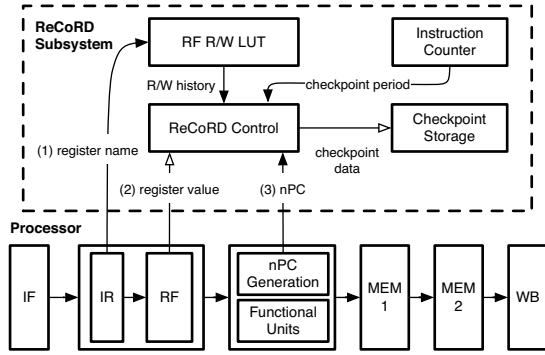 ReCoRD
Subsystem
RF R/W LUT
Instruction
Counter
R/W history
checkpoint period
ReCoRD Control
Checkpoint
Storage
(1) register name
checkpoint
data
(2) register value
(3) nPC
Processor
IF
IR
RF
nPC
Generation
Functional
Units
MEM
1
MEM
2
WB